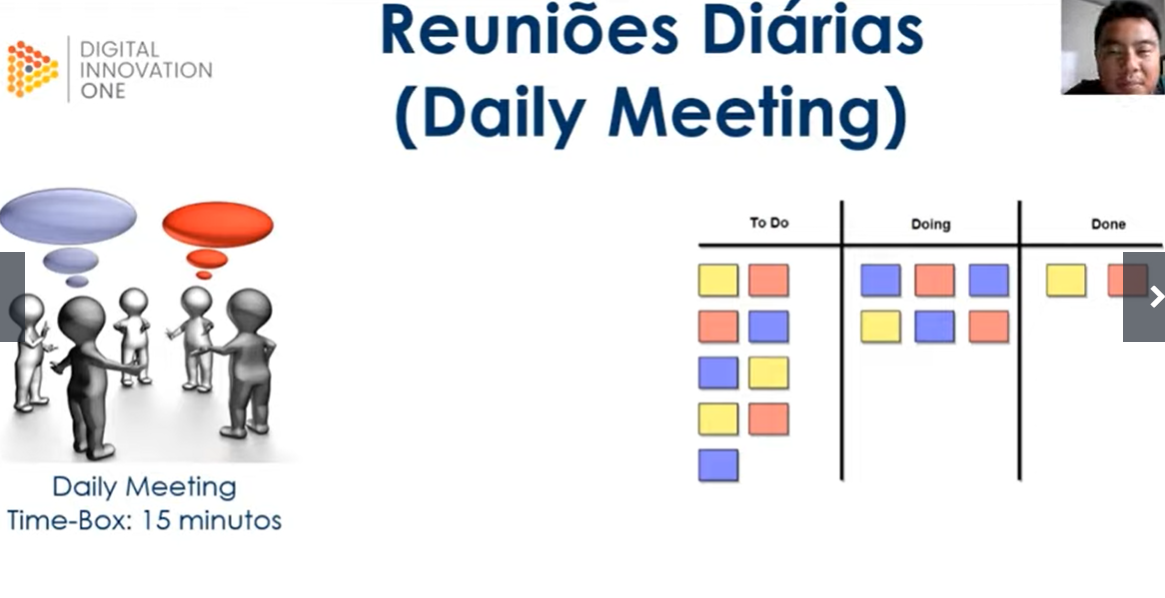 DIGITAL
INNOVATION
ONE
Reuniões Diárias
(Daily Meeting)
To Do
Doing
Done
Daily Meeting
Time-Box: 15 minutos